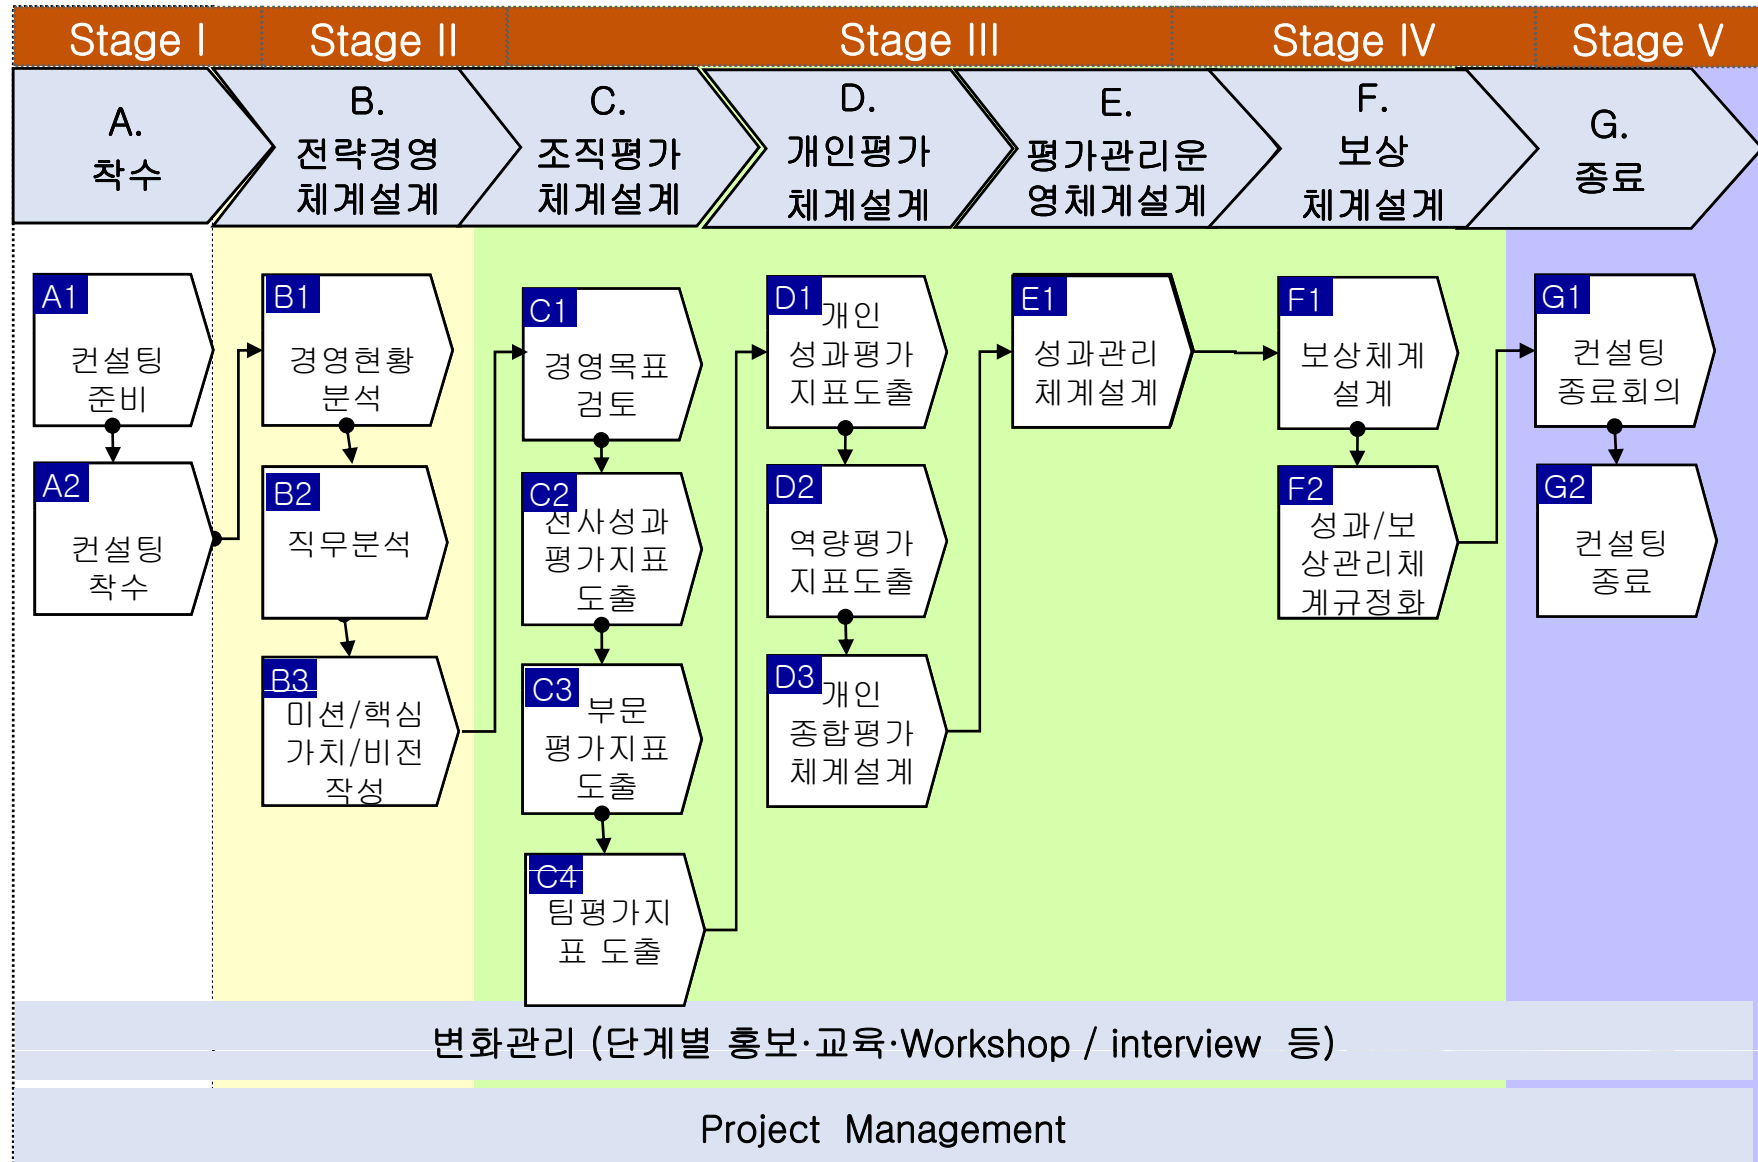 Stage I
Stage II
Stage III
Stage IV
Stage V
A.
착수
B.
전략경영
체계설계
C.
조직평가
체계설계
D.
개인평가
체계설계
E.
평가관리운
영체계설계
F.
보상
체계설계
G.
종료
A1
컨설팅
준비
A2
컨설팅
착수
B1
경영현황
분석
B2
직무분석
B3
미션/핵심
가치/비전
작성
C1
경영목표
검토
C2
전사성과
평가지표
도출
C3
부문
평가지표
도출
C4
팀평가지
표 도출
D1
개인
성과평가
지표도출
D2
역량평가
지표도출
D3
개인
종합평가
체계설계
E1
성과관리
체계설계
F1
보상체계
설계
F2
성과/보
상관리체
계규정화
G1
컨설팅
종료회의
G2
컨설팅
종료
변화관리 (단계별 홍보·교육·Workshop / interview 등)
Project Management